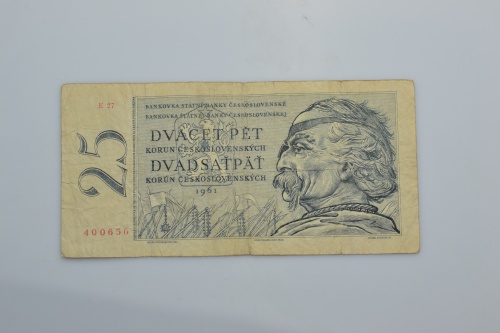 E 27
BANKOVKA STÁTNÍ BANKY ČESKOSLOVENSKÉ
BANKOVKA ŠTÁTNEJ BANKY ČESKOSLOVENSKEJ
DVACET PĚT
KORUN ČESKOSLOVENSKÝCH
DVADSAŤPÄŤ
KORÚN ČESKOSLOVENSKÝCH
1961
25
400656